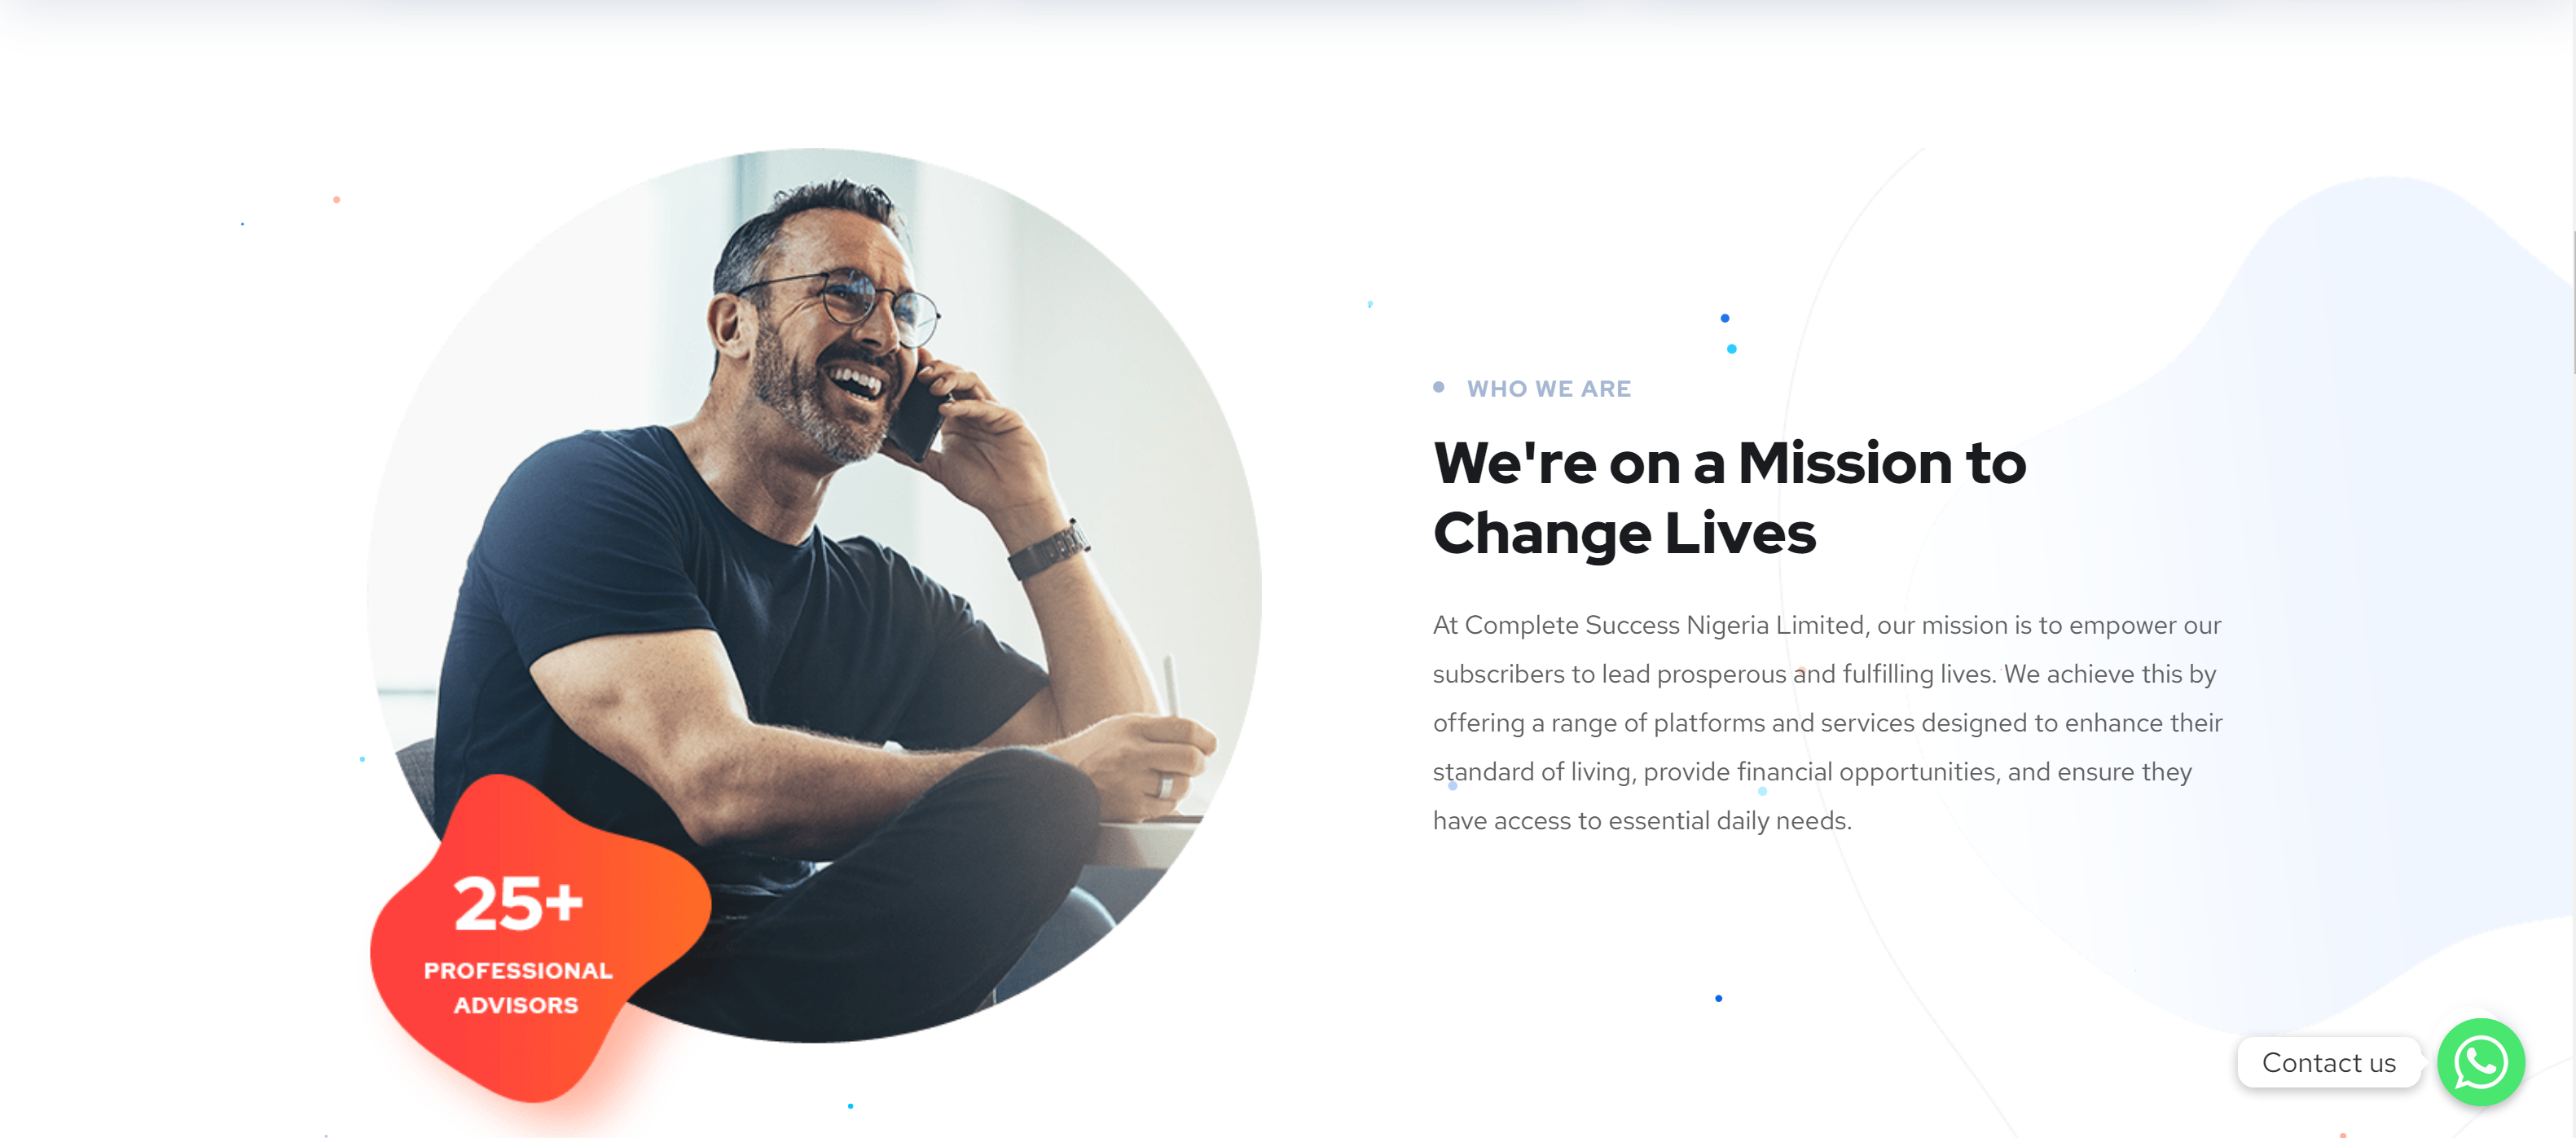 WHO WE ARE
We're on a Mission to
Change Lives
At Complete Success Nigeria Limited, our mission is to empower our
subscribers to lead prosperous and fulfilling lives. We achieve this by
offering a range of platforms and services designed to enhance their
standard of living, provide financial opportunities, and ensure they
have access to essential daily needs.
25+
PROFESSIONAL
ADVISORS
Contact us